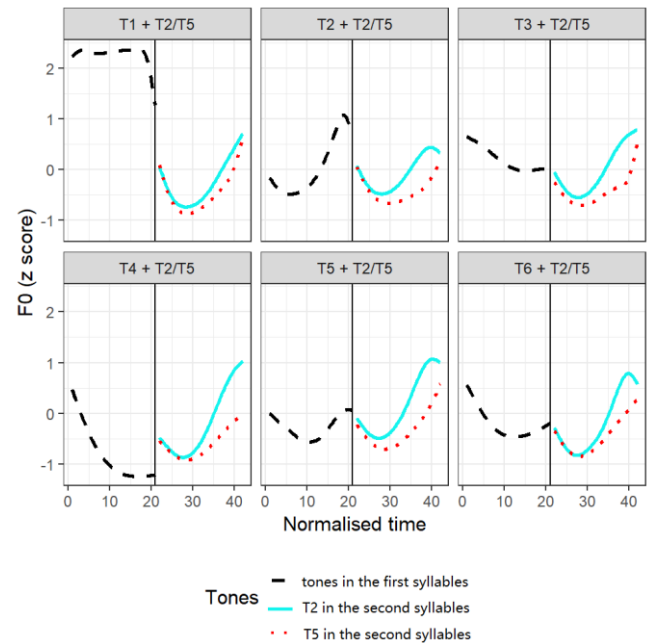 T1 + T2/T5 T2 + T2/T5 T3 + T2/T5
2
1
0
-1
T4 + T2/T5 T5 + T2/T5 T6 + T2/T5
2
1
0
-1
F0 (z score)
0 10 20 30 40 0 10 20 30 40 0 10 20 30 40
Normalised time
Tones
tones in the first syllables
T2 in the second syllables
T5 in the second syllables